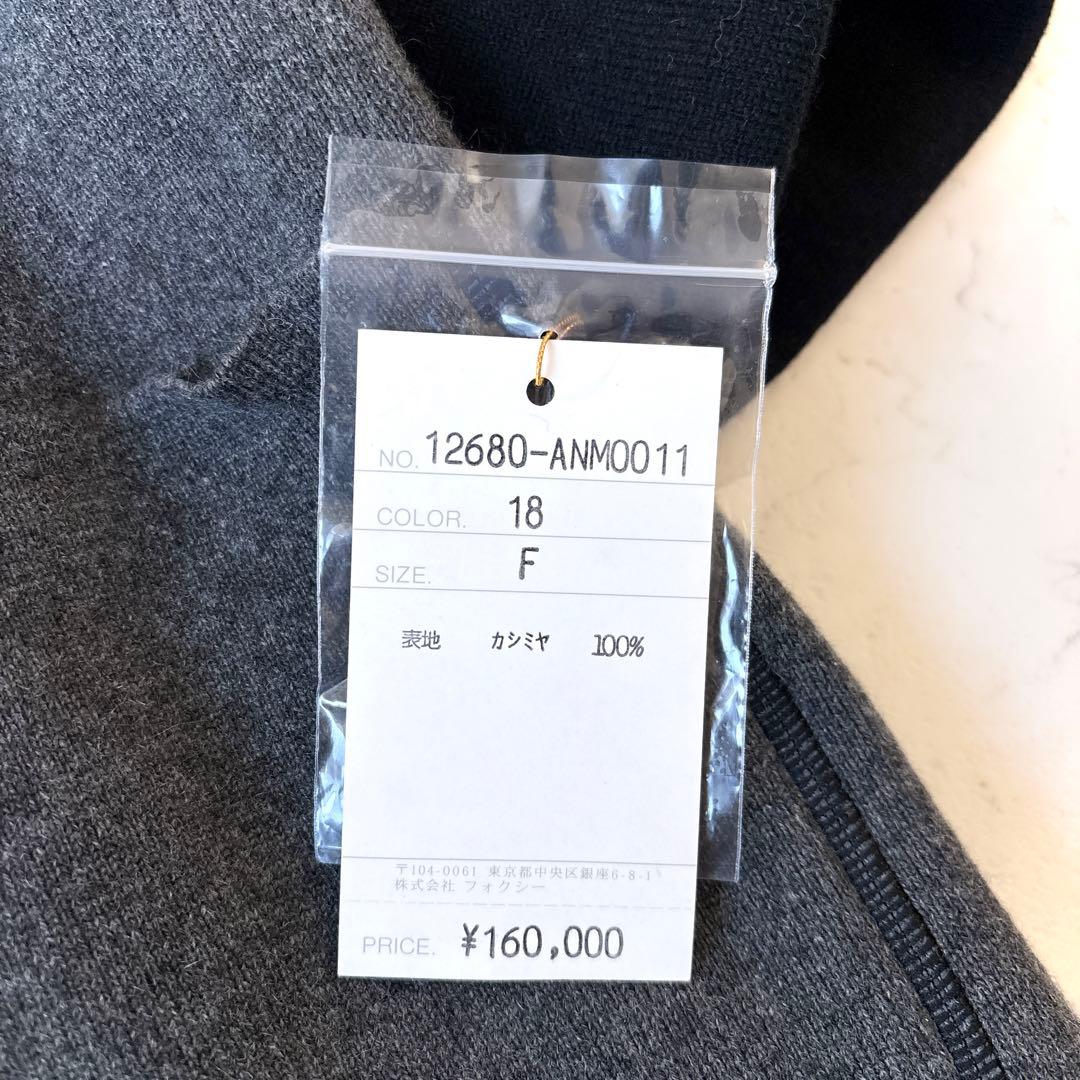 NO. 12680-ANM0011
COLOR. 18
SIZE. F
表地 カシミヤ 100%
〒104-0061 東京都中央区銀座6-8-1
株式会社 フォクシー
PRICE. ¥160,000